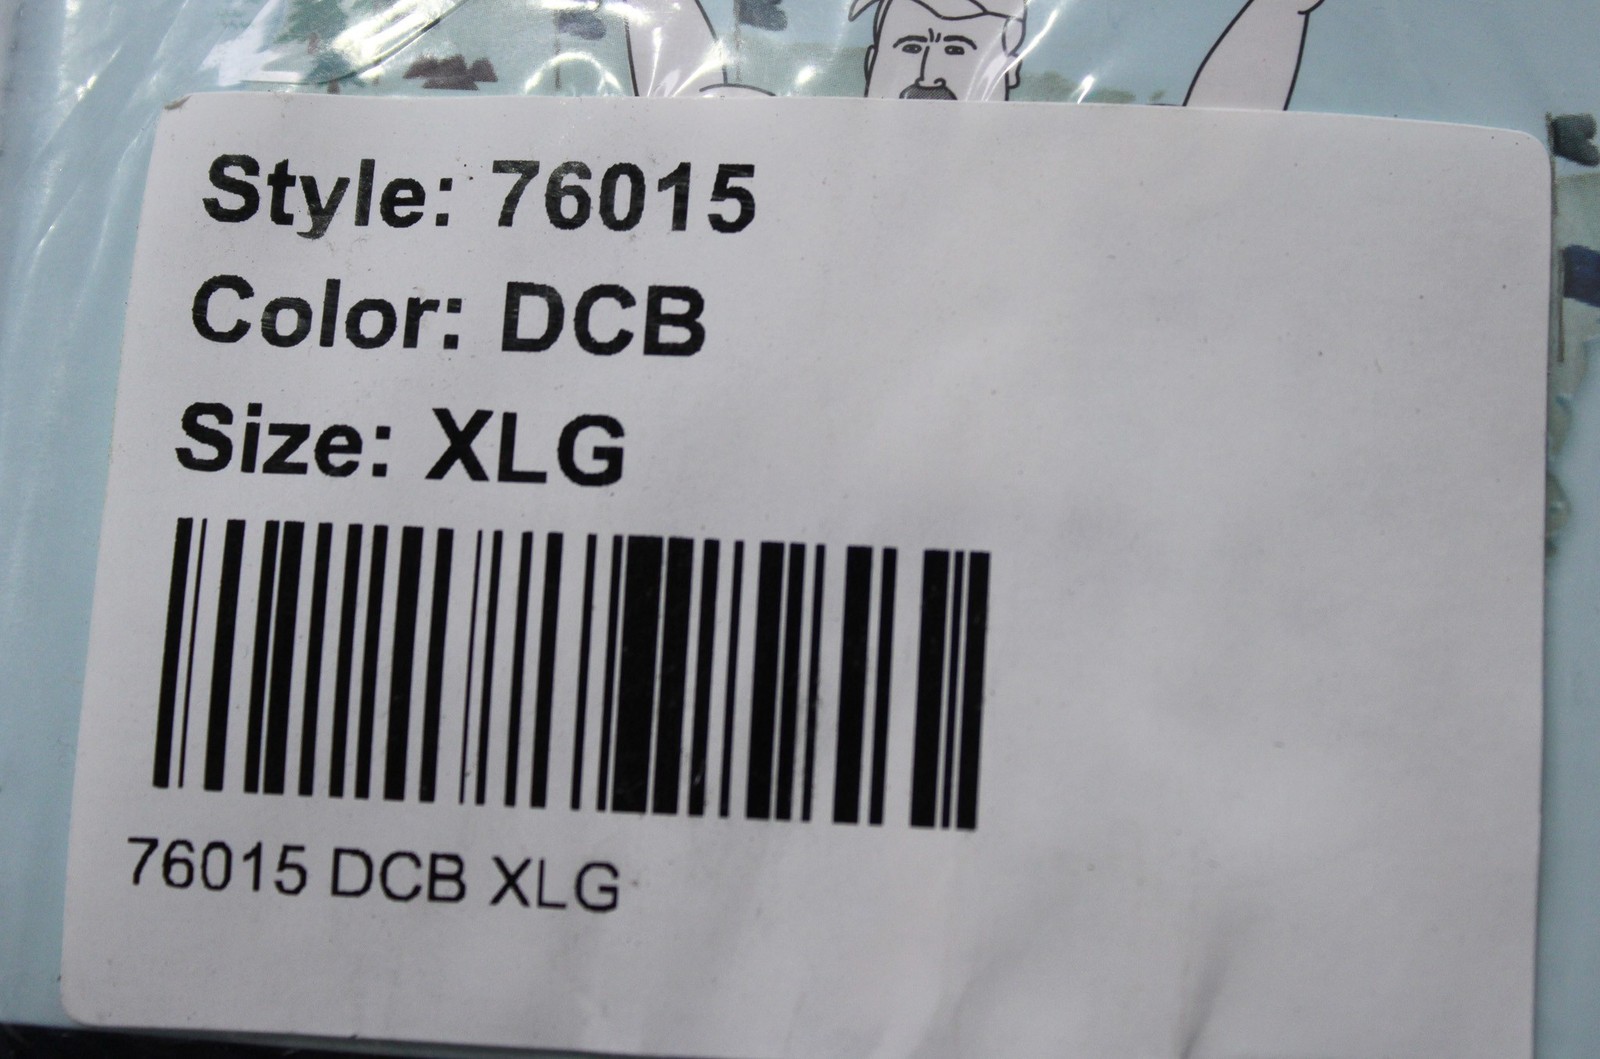 Style: 76015
Color: DCB
Size: XLG
76015 DCB XLG